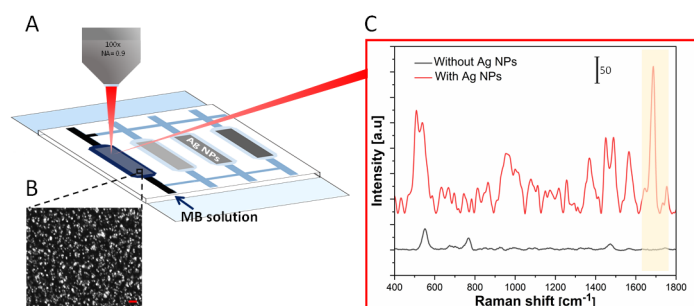 A
100x
NA=0.9
Ag NPs
MB solution
B
C
Without Ag NPs
With Ag NPs
50
Intensity [a.u]
400 600 800 1000 1200 1400 1600 1800
Raman shift [cm⁻¹]